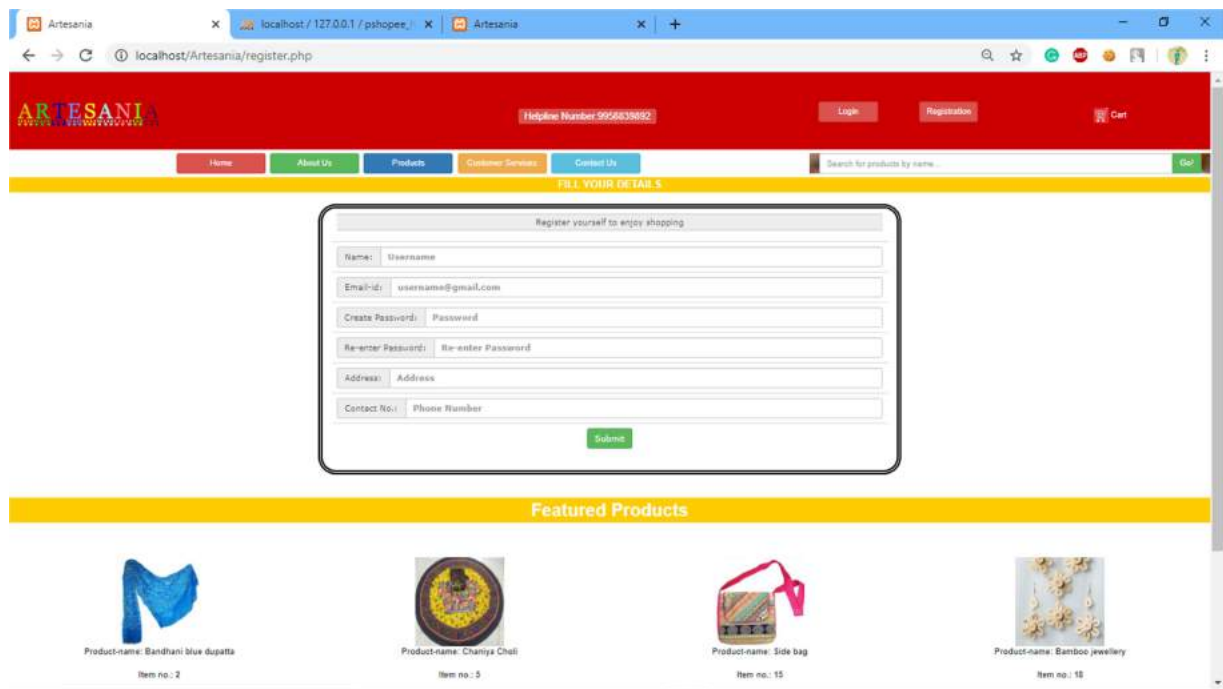 Artesania
localhost / 127.0.0.1 / pshopee_
Artesania
localhost/Artesania/register.php
ARTESANIA
Helpline Number:9958839892
Login
Registration
Cart
Home
About Us
Products
Customer Services
Contact Us
Search for products by name...
Go!
FILL YOUR DETAILS
Register yourself to enjoy shopping
Name: Username
Email-id: username@gmail.com
Create Password: Password
Re-enter Password: Re-enter Password
Address: Address
Contact No.: Phone Number
Submit
Featured Products
Product-name: Bandhani blue dupatta
Item no.: 2
Product-name: Chaniya Choli
Item no.: 5
Product-name: Side bag
Item no.: 15
Product-name: Bamboo jewellery
Item no.: 18